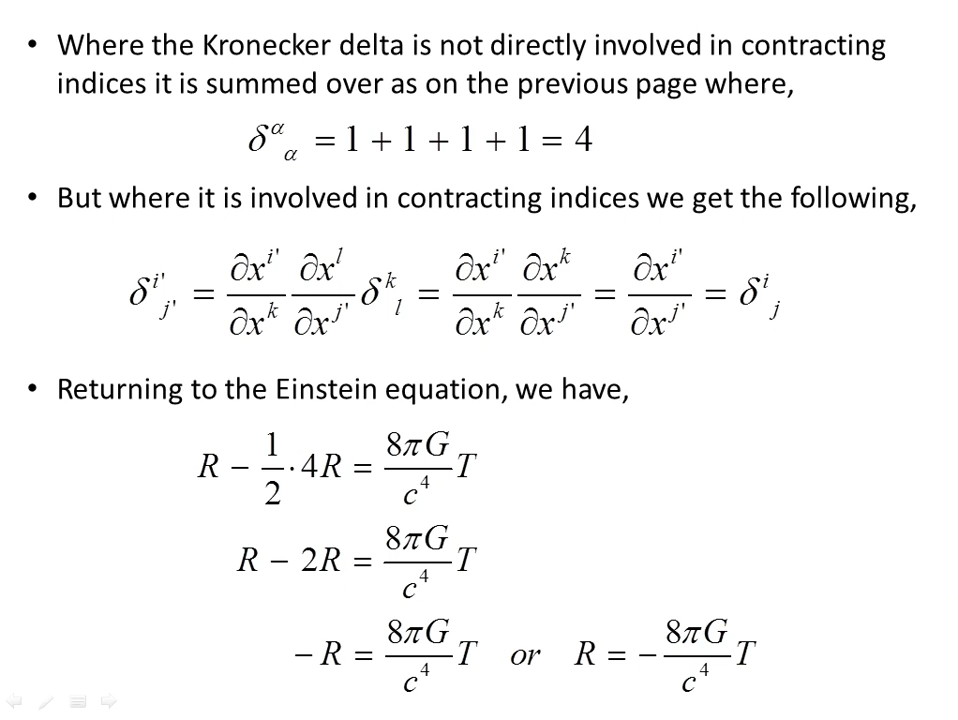 • Where the Kronecker delta is not directly involved in contracting
indices it is summed over as on the previous page where,
δ^α_α = 1 + 1 + 1 + 1 = 4
• But where it is involved in contracting indices we get the following,
δ^i'_j' = ∂x^i'/∂x^k ∂x^l/∂x^j' δ^k_l = ∂x^i'/∂x^k ∂x^k/∂x^j' = ∂x^i'/∂x^j' = δ^i_j
• Returning to the Einstein equation, we have,
R − 1/2 · 4R = 8πG/c^4 T
R − 2R = 8πG/c^4 T
− R = 8πG/c^4 T or R = − 8πG/c^4 T